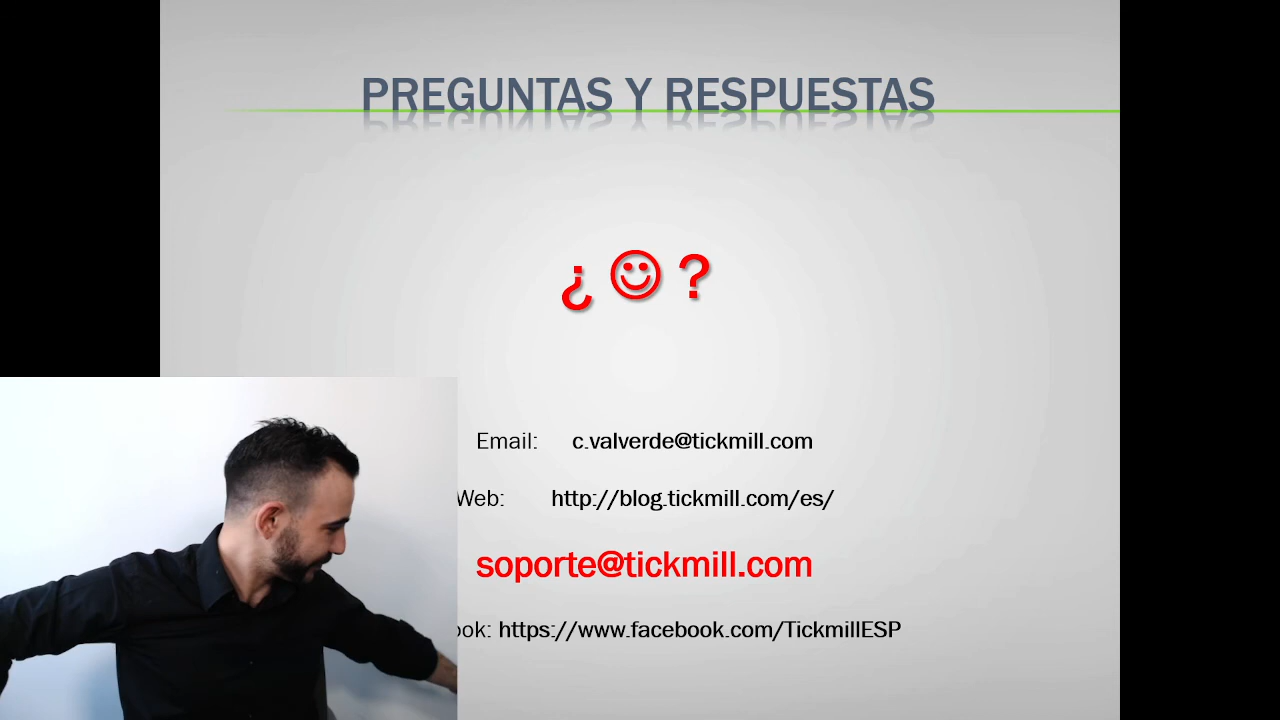 PREGUNTAS Y RESPUESTAS
¿ ☺ ?
Email: c.valverde@tickmill.com
Web: http://blog.tickmill.com/es/
soporte@tickmill.com
ook: https://www.facebook.com/TickmillESP